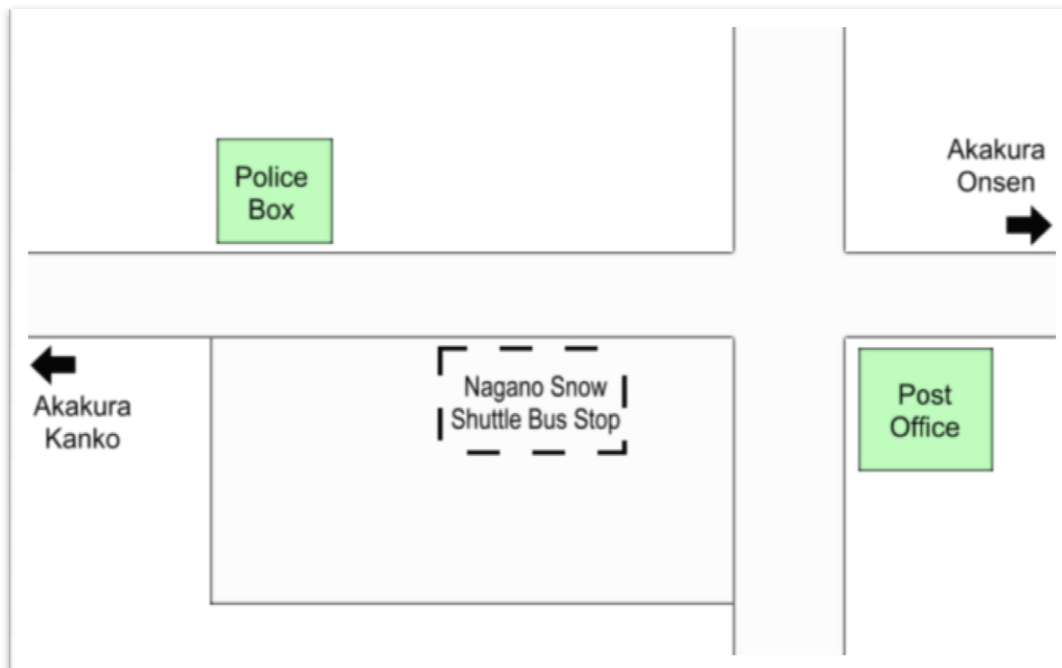 Police
Box
Akakura
Onsen
Akakura
Kanko
Nagano Snow
Shuttle Bus Stop
Post
Office